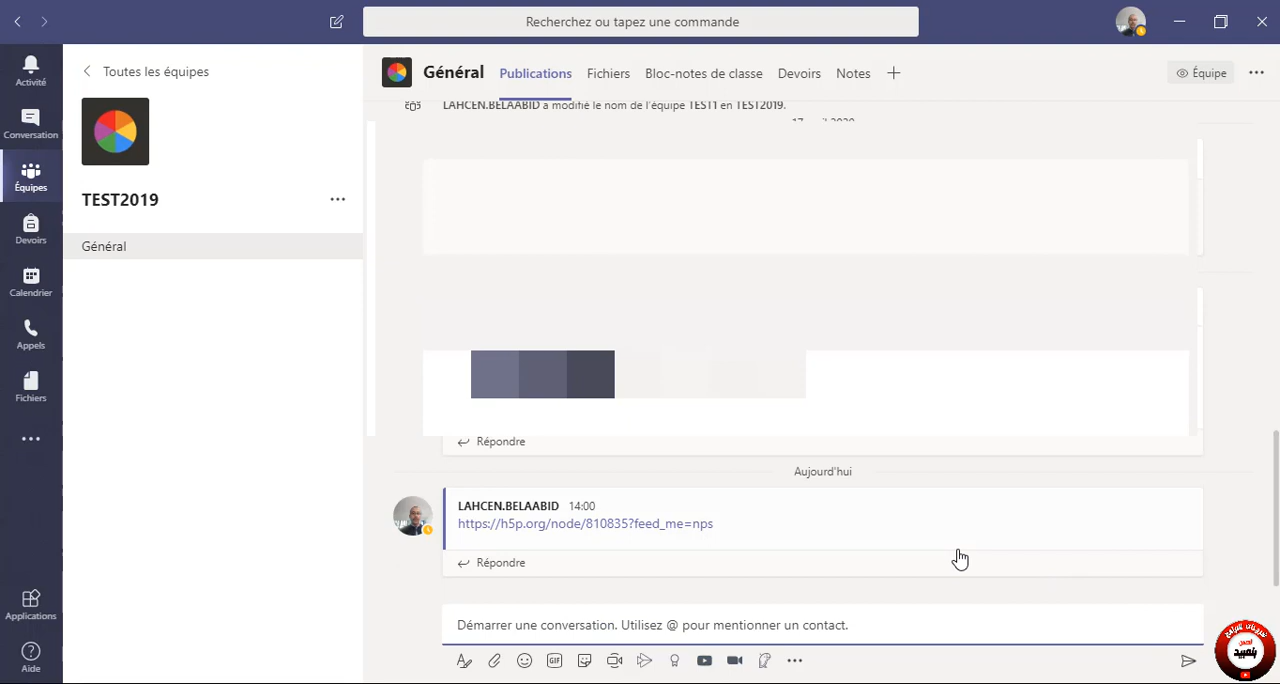 Recherchez ou tapez une commande
Activité
Conversation
Équipes
Devoirs
Calendrier
Appels
Fichiers
Applications
Aide
Toutes les équipes
TEST2019
Général
Général
Publications
Fichiers
Bloc-notes de classe
Devoirs
Notes
Équipe
LAHCEN.BELAABID a modifié le nom de l'équipe TEST1 en TEST2019.
Répondre
Aujourd'hui
LAHCEN.BELAABID 14:00
https://h5p.org/node/810835?feed_me=nps
Répondre
Démarrer une conversation. Utilisez @ pour mentionner un contact.
GIF